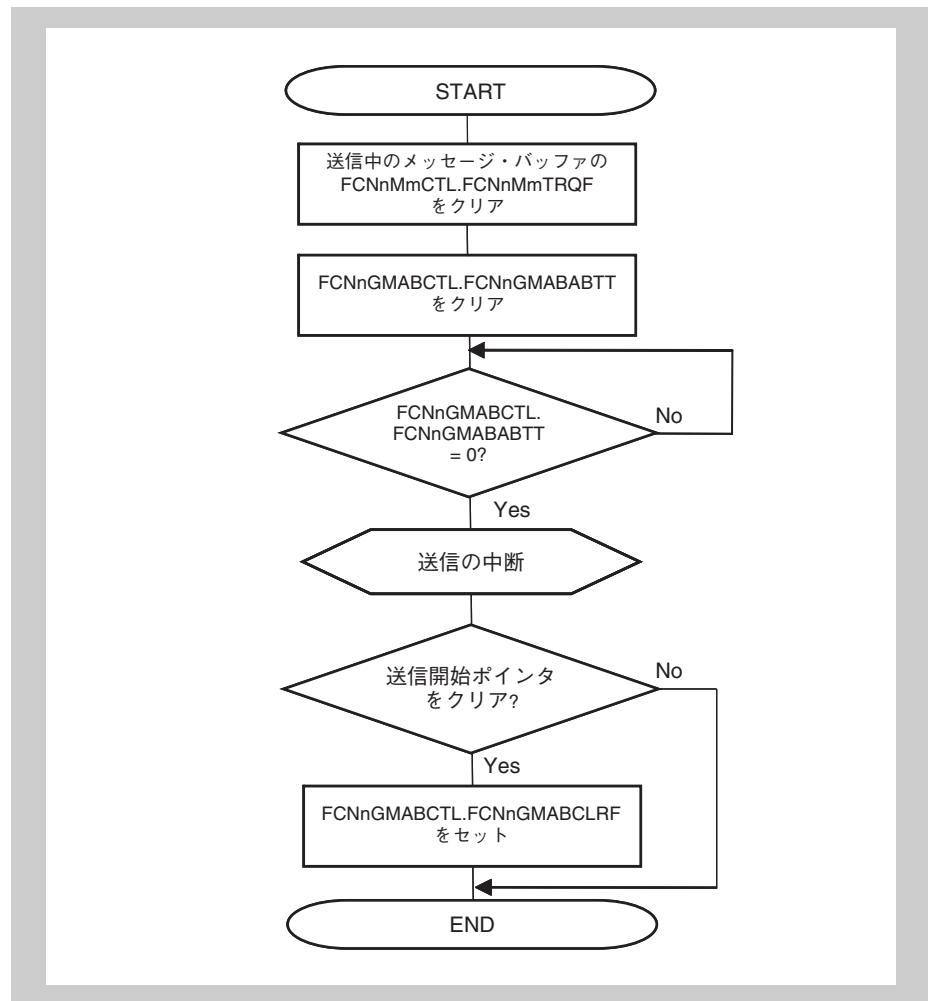 START
送信中のメッセージ・バッファの
FCNnMmCTL.FCNnMmTRQF
をクリア
FCNnGMABCTL.FCNnGMABABTT
をクリア
FCNnGMABCTL.
FCNnGMABABTT
= 0?
No
Yes
送信の中断
送信開始ポインタ
をクリア?
No
Yes
FCNnGMABCTL.FCNnGMABCLRF
をセット
END